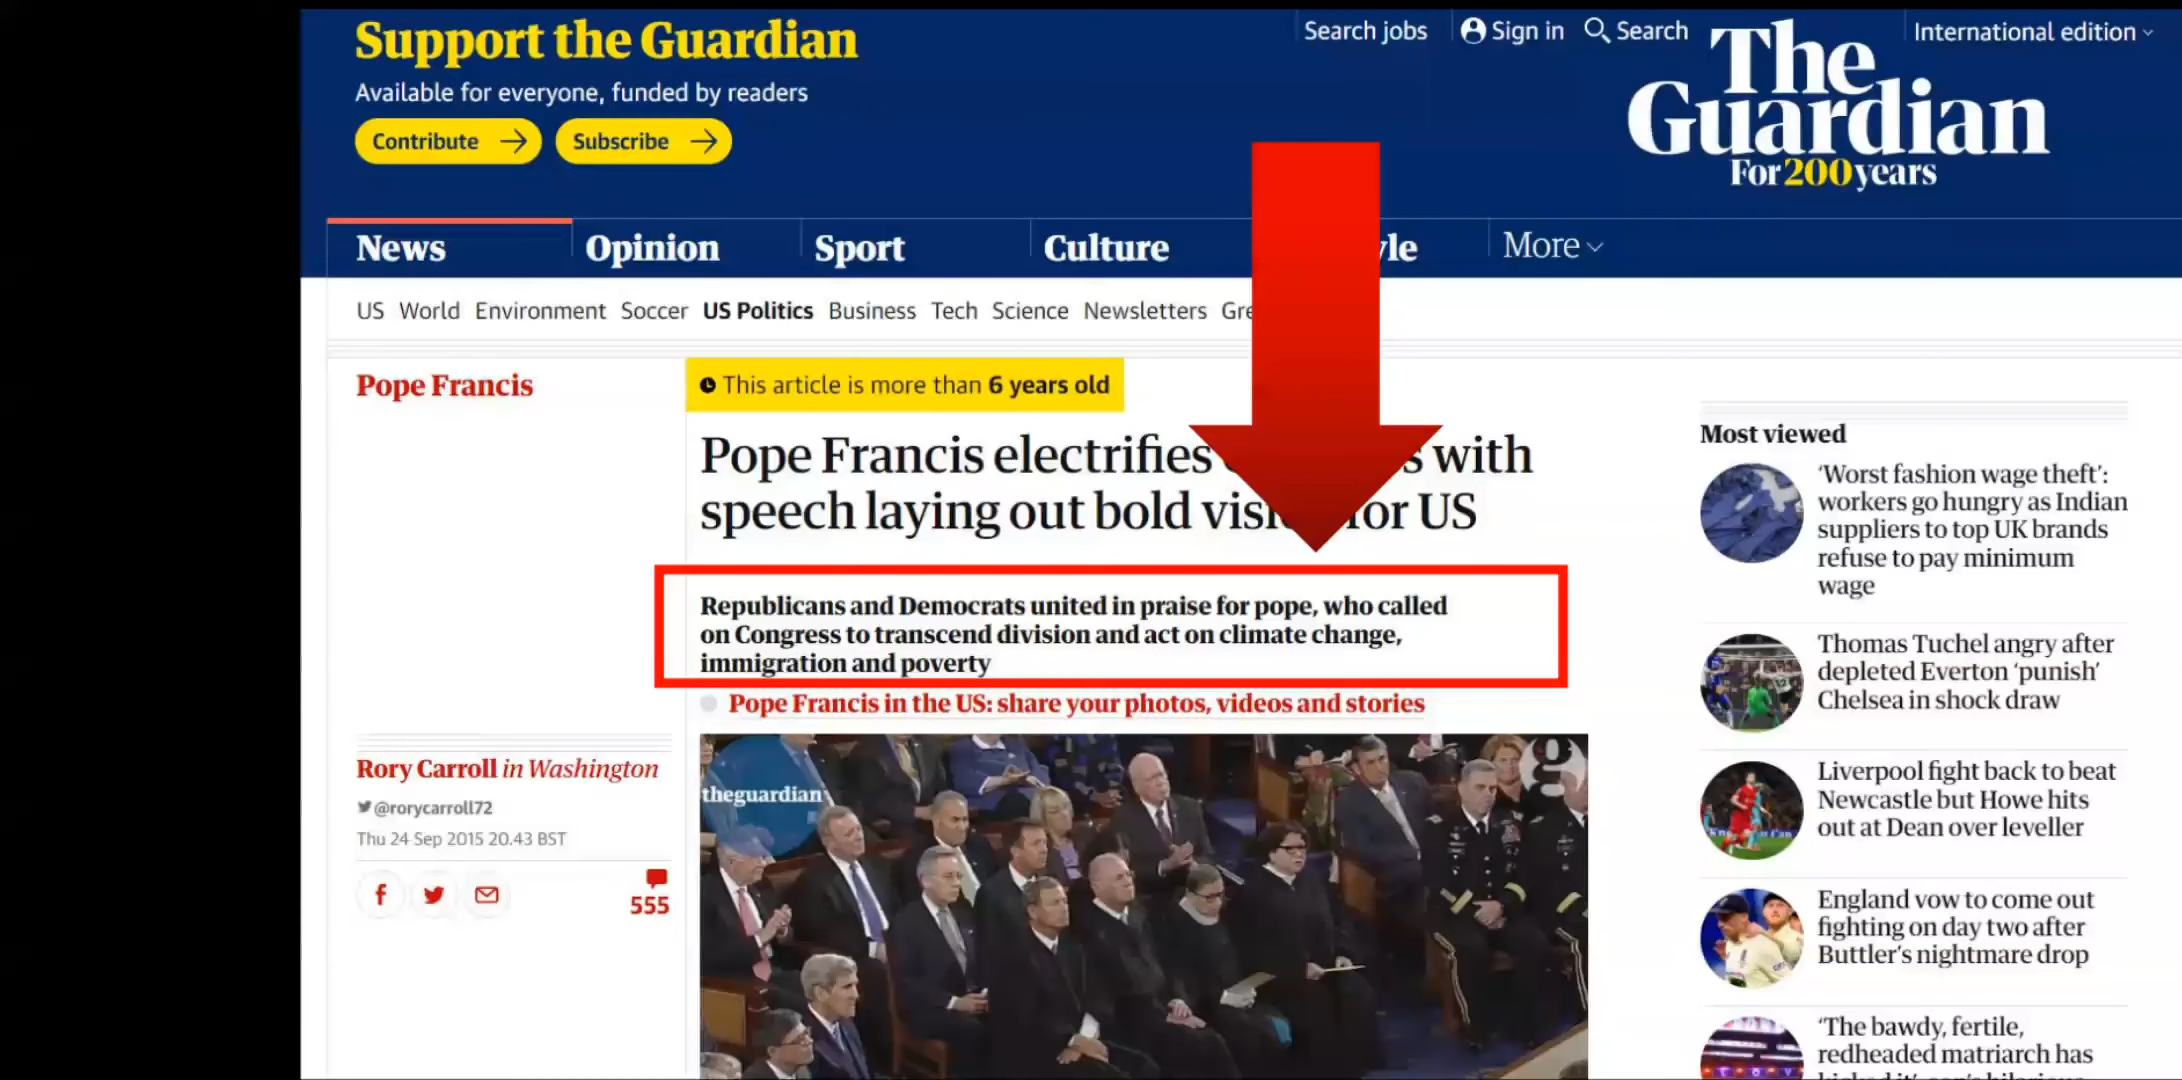 Support the Guardian
Available for everyone, funded by readers
Contribute
Subscribe
Search jobs
Sign in
Search
International edition
The
Guardian
For 200 years
News
Opinion
Sport
Culture
More
US World Environment Soccer US Politics Business Tech Science Newsletters
Pope Francis
This article is more than 6 years old
Pope Francis electrifies with
speech laying out bold for US
Republicans and Democrats united in praise for pope, who called
on Congress to transcend division and act on climate change,
immigration and poverty
Pope Francis in the US: share your photos, videos and stories
Rory Carroll in Washington
@rorycarroll72
Thu 24 Sep 2015 20.43 BST
555
theguardian
Most viewed
‘Worst fashion wage theft’:
workers go hungry as Indian
suppliers to top UK brands
refuse to pay minimum
wage
Thomas Tuchel angry after
depleted Everton ‘punish’
Chelsea in shock draw
Liverpool fight back to beat
Newcastle but Howe hits
out at Dean over leveller
England vow to come out
fighting on day two after
Buttler’s nightmare drop
‘The bawdy, fertile,
redheaded matriarch has